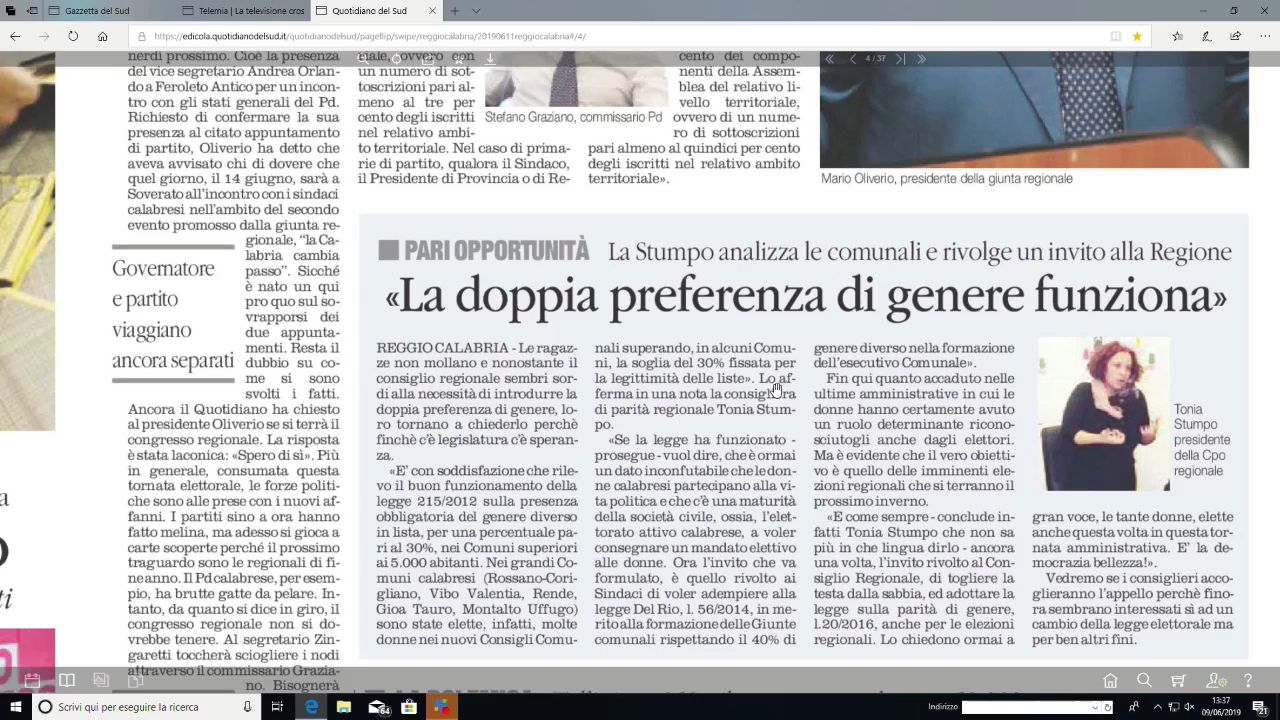 Gazzetta del Sud
Quotidiano del Sud
https://edicola.quotidianodelsud.it/quotidianodelsud/pageflip/swipe/reggiocalabria/20190611reggiocalabria#/4/
4 / 37
nerdì prossimo. Cioè la presenza
del vice segretario Andrea Orlan-
do a Feroleto Antico per un incon-
tro con gli stati generali del Pd.
Richiesto di confermare la sua
presenza al citato appuntamento
di partito, Oliverio ha detto che
aveva avvisato chi di dovere che
quel giorno, il 14 giugno, sarà a
Soverato all'incontro con i sindaci
calabresi nell'ambito del secondo
evento promosso dalla giunta re-
gionale, "la Ca-
labria cambia
passo". Sicché
è nato un qui
pro quo sul so-
vrapporsi dei
due appunta-
menti. Resta il
dubbio su co-
me si sono
svolti i fatti.
Governatore
e partito
viaggiano
ancora separati
Ancora il Quotidiano ha chiesto
al presidente Oliverio se si terrà il
congresso regionale. La risposta
è stata laconica: «Spero di sì». Più
in generale, consumata questa
tornata elettorale, le forze politi-
che sono alle prese con i nuovi af-
fanni. I partiti sino a ora hanno
fatto melina, ma adesso si gioca a
carte scoperte perché il prossimo
traguardo sono le regionali di fi-
ne anno. Il Pd calabrese, per esem-
pio, ha brutte gatte da pelare. In-
tanto, da quanto si dice in giro, il
congresso regionale non si do-
vrebbe tenere. Al segretario Zin-
garetti toccherà sciogliere i nodi
attraverso il commissario Grazia-
no. Bisognerà
ziale, ovvero con
un numero di sot-
toscrizioni pari al-
meno al tre per
cento degli iscritti
nel relativo ambi-
to territoriale. Nel caso di prima-
rie di partito, qualora il Sindaco,
il Presidente di Provincia o di Re-
Stefano Graziano, commissario Pd
cento dei compo-
nenti della Assem-
blea del relativo li-
vello territoriale,
ovvero di un nume-
ro di sottoscrizioni
pari almeno al quindici per cento
degli iscritti nel relativo ambito
territoriale».
Mario Oliverio, presidente della giunta regionale
PARI OPPORTUNITÀ La Stumpo analizza le comunali e rivolge un invito alla Regione
«La doppia preferenza di genere funziona»
REGGIO CALABRIA - Le ragaz-
ze non mollano e nonostante il
consiglio regionale sembri sor-
di alla necessità di introdurre la
doppia preferenza di genere, lo-
ro tornano a chiederlo perchè
finchè c'è legislatura c'è speran-
za.
«E' con soddisfazione che rile-
vo il buon funzionamento della
legge 215/2012 sulla presenza
obbligatoria del genere diverso
in lista, per una percentuale pa-
ri al 30%, nei Comuni superiori
ai 5.000 abitanti. Nei grandi Co-
muni calabresi (Rossano-Cori-
gliano, Vibo Valentia, Rende,
Gioa Tauro, Montalto Uffugo)
sono state elette, infatti, molte
donne nei nuovi Consigli Comu-
nali superando, in alcuni Comu-
ni, la soglia del 30% fissata per
la legittimità delle liste». Lo af-
ferma in una nota la consigliera
di parità regionale Tonia Stum-
po.
«Se la legge ha funzionato -
prosegue - vuol dire, che è ormai
un dato inconfutabile che le don-
ne calabresi partecipano alla vi-
ta politica e che c'è una maturità
della società civile, ossia, l'elet-
torato attivo calabrese, a voler
consegnare un mandato elettivo
alle donne. Ora l'invito che va
formulato, è quello rivolto ai
Sindaci di voler adempiere alla
legge Del Rio, l. 56/2014, in me-
rito alla formazione delle Giunte
comunali rispettando il 40% di
genere diverso nella formazione
dell'esecutivo Comunale».
Fin qui quanto accaduto nelle
ultime amministrative in cui le
donne hanno certamente avuto
un ruolo determinante ricono-
sciutogli anche dagli elettori.
Ma è evidente che il vero obietti-
vo è quello delle imminenti ele-
zioni regionali che si terranno il
prossimo inverno.
«E come sempre - conclude in-
fatti Tonia Stumpo che non sa
più in che lingua dirlo - ancora
una volta, l'invito rivolto al Con-
siglio Regionale, di togliere la
testa dalla sabbia, ed adottare la
legge sulla parità di genere,
l.20/2016, anche per le elezioni
regionali. Lo chiedono ormai a
Tonia
Stumpo
presidente
della Cpo
regionale
gran voce, le tante donne, elette
anche questa volta in questa tor-
nata amministrativa. E' la de-
mocrazia bellezza!».
Vedremo se i consiglieri acco-
glieranno l'appello perchè fino-
ra sembrano interessati sì ad un
cambio della legge elettorale ma
per ben altri fini.
Scrivi qui per eseguire la ricerca
64
Indirizzo
13:37
09/06/2019
21